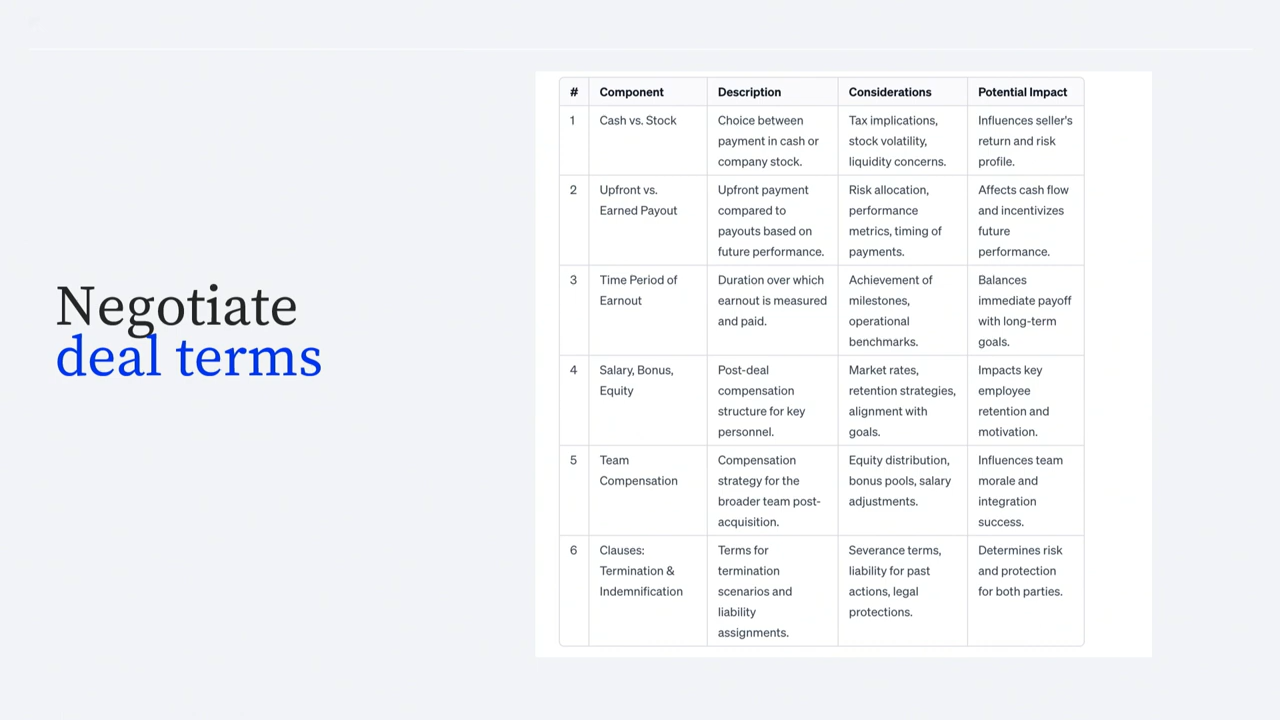 Negotiate
deal terms
# Component Description Considerations Potential Impact
1 Cash vs. Stock Choice between Tax implications, Influences seller's
payment in cash or stock volatility, return and risk
company stock. liquidity concerns. profile.
2 Upfront vs. Upfront payment Risk allocation, Affects cash flow
Earned Payout compared to performance and incentivizes
payouts based on metrics, timing of future
future performance. payments. performance.
3 Time Period of Duration over which Achievement of Balances
Earnout earnout is measured milestones, immediate payoff
and paid. operational with long-term
benchmarks. goals.
4 Salary, Bonus, Post-deal Market rates, Impacts key
Equity compensation retention strategies, employee
structure for key alignment with retention and
personnel. goals. motivation.
5 Team Compensation Equity distribution, Influences team
Compensation strategy for the bonus pools, salary morale and
broader team post- adjustments. integration
acquisition. success.
6 Clauses: Terms for Severance terms, Determines risk
Termination & termination liability for past and protection
Indemnification scenarios and actions, legal for both parties.
liability protections.
assignments.